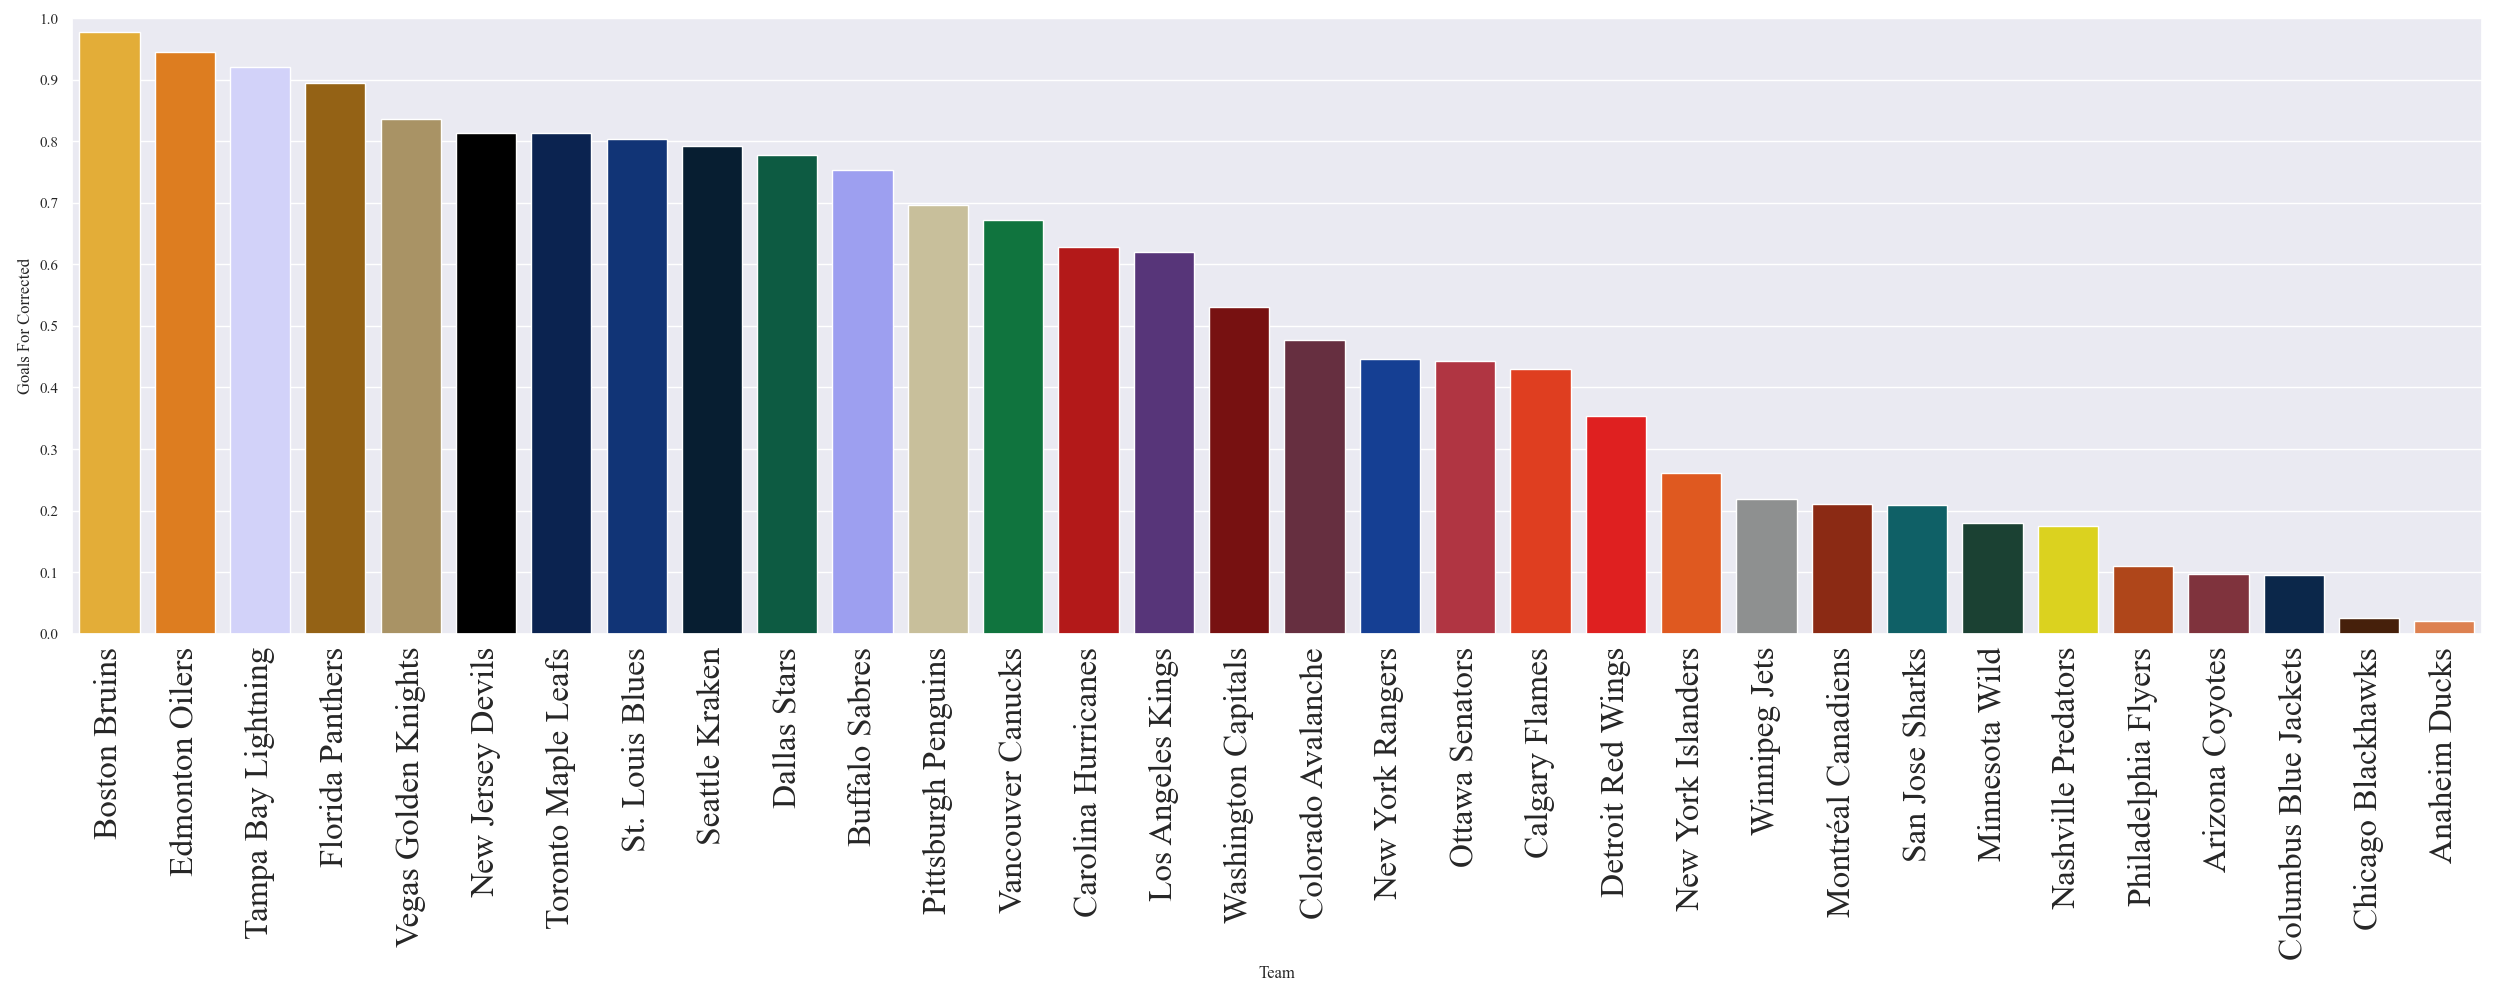 1.0
0.9
0.8
0.7
0.6
0.5
0.4
0.3
0.2
0.1
0.0
Goals For Corrected
Boston Bruins
Edmonton Oilers
Tampa Bay Lightning
Florida Panthers
Vegas Golden Knights
New Jersey Devils
Toronto Maple Leafs
St. Louis Blues
Seattle Kraken
Dallas Stars
Buffalo Sabres
Pittsburgh Penguins
Vancouver Canucks
Carolina Hurricanes
Los Angeles Kings
Washington Capitals
Colorado Avalanche
New York Rangers
Ottawa Senators
Calgary Flames
Detroit Red Wings
New York Islanders
Winnipeg Jets
Montréal Canadiens
San Jose Sharks
Minnesota Wild
Nashville Predators
Philadelphia Flyers
Arizona Coyotes
Columbus Blue Jackets
Chicago Blackhawks
Anaheim Ducks
Team